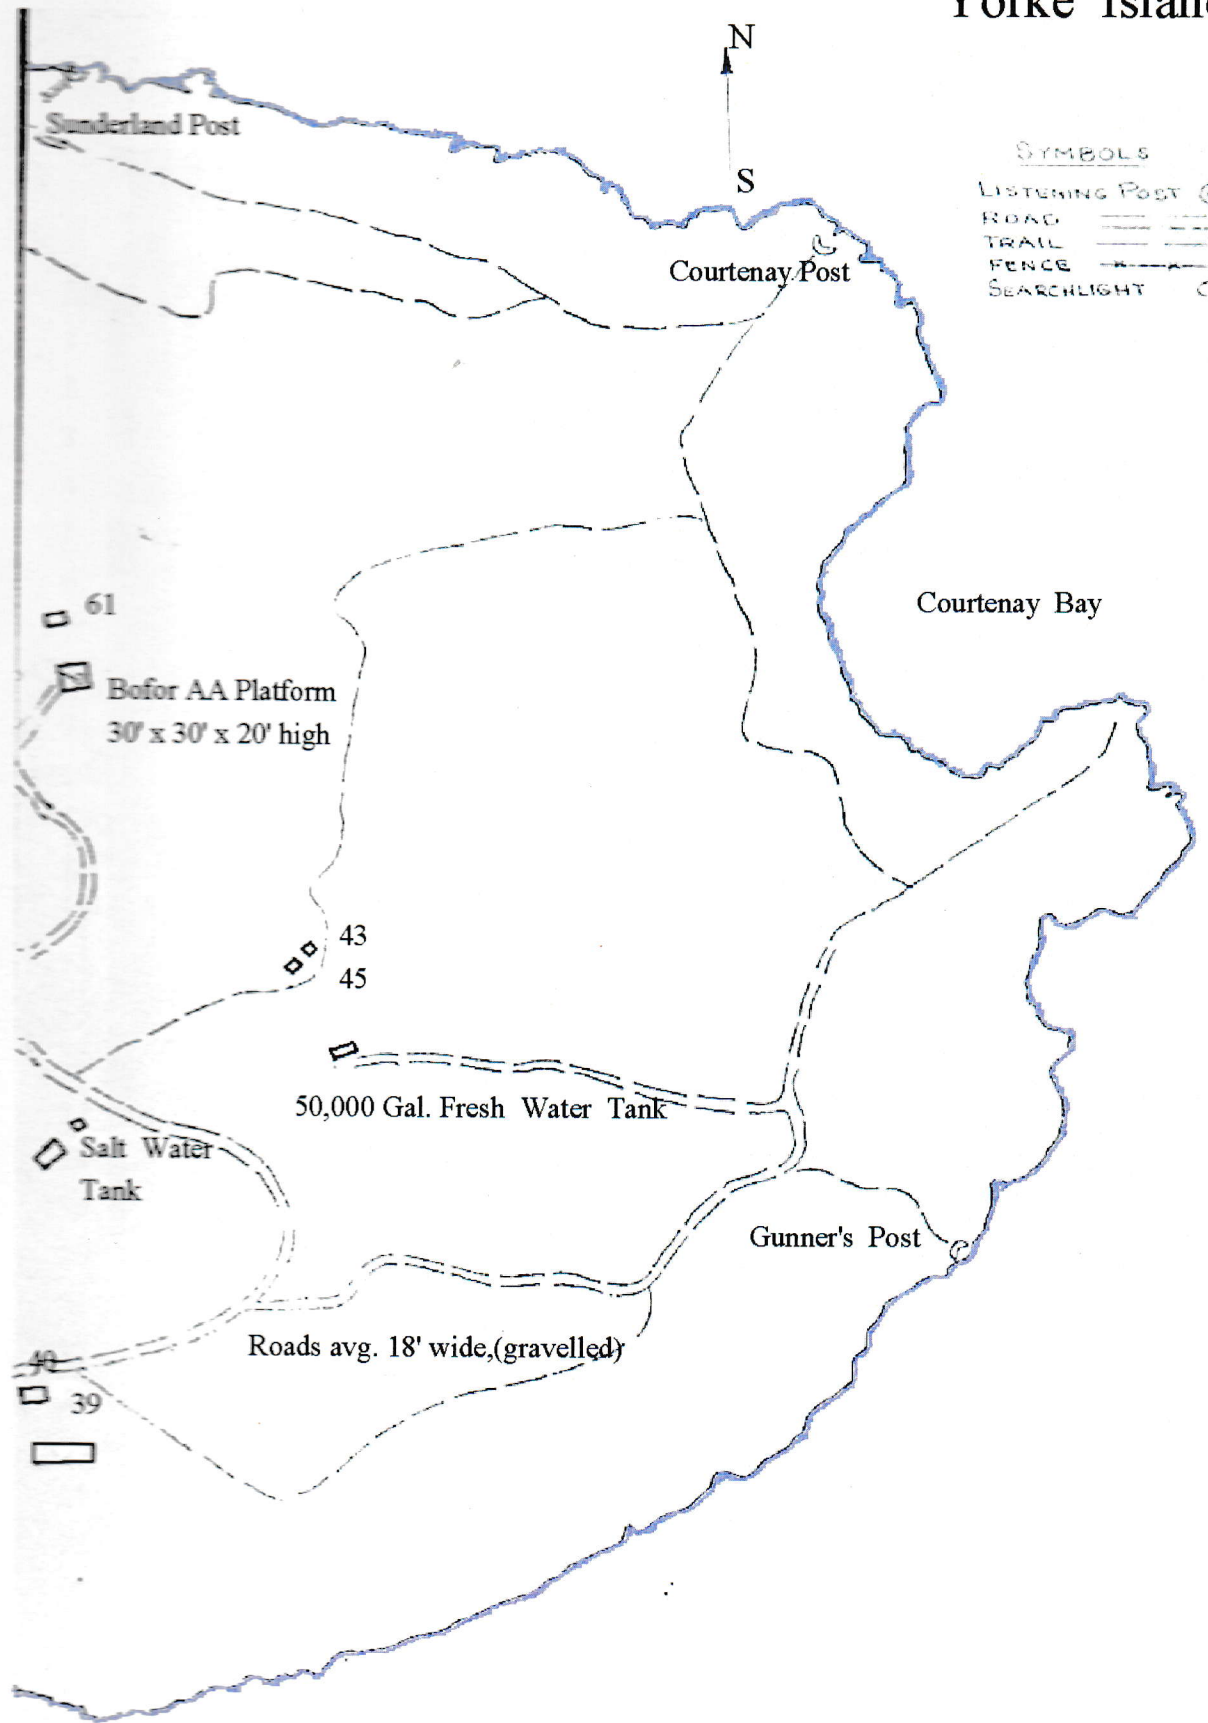 Yorke Island
N
S
Sunderland Post
SYMBOLS
LISTENING POST
ROAD
TRAIL
FENCE
SEARCHLIGHT
Courtenay Post
61
Courtenay Bay
Bofor AA Platform
30' x 30' x 20' high
43
45
50,000 Gal. Fresh Water Tank
Salt Water
Tank
Gunner's Post
Roads avg. 18' wide,(gravelled)
40
39